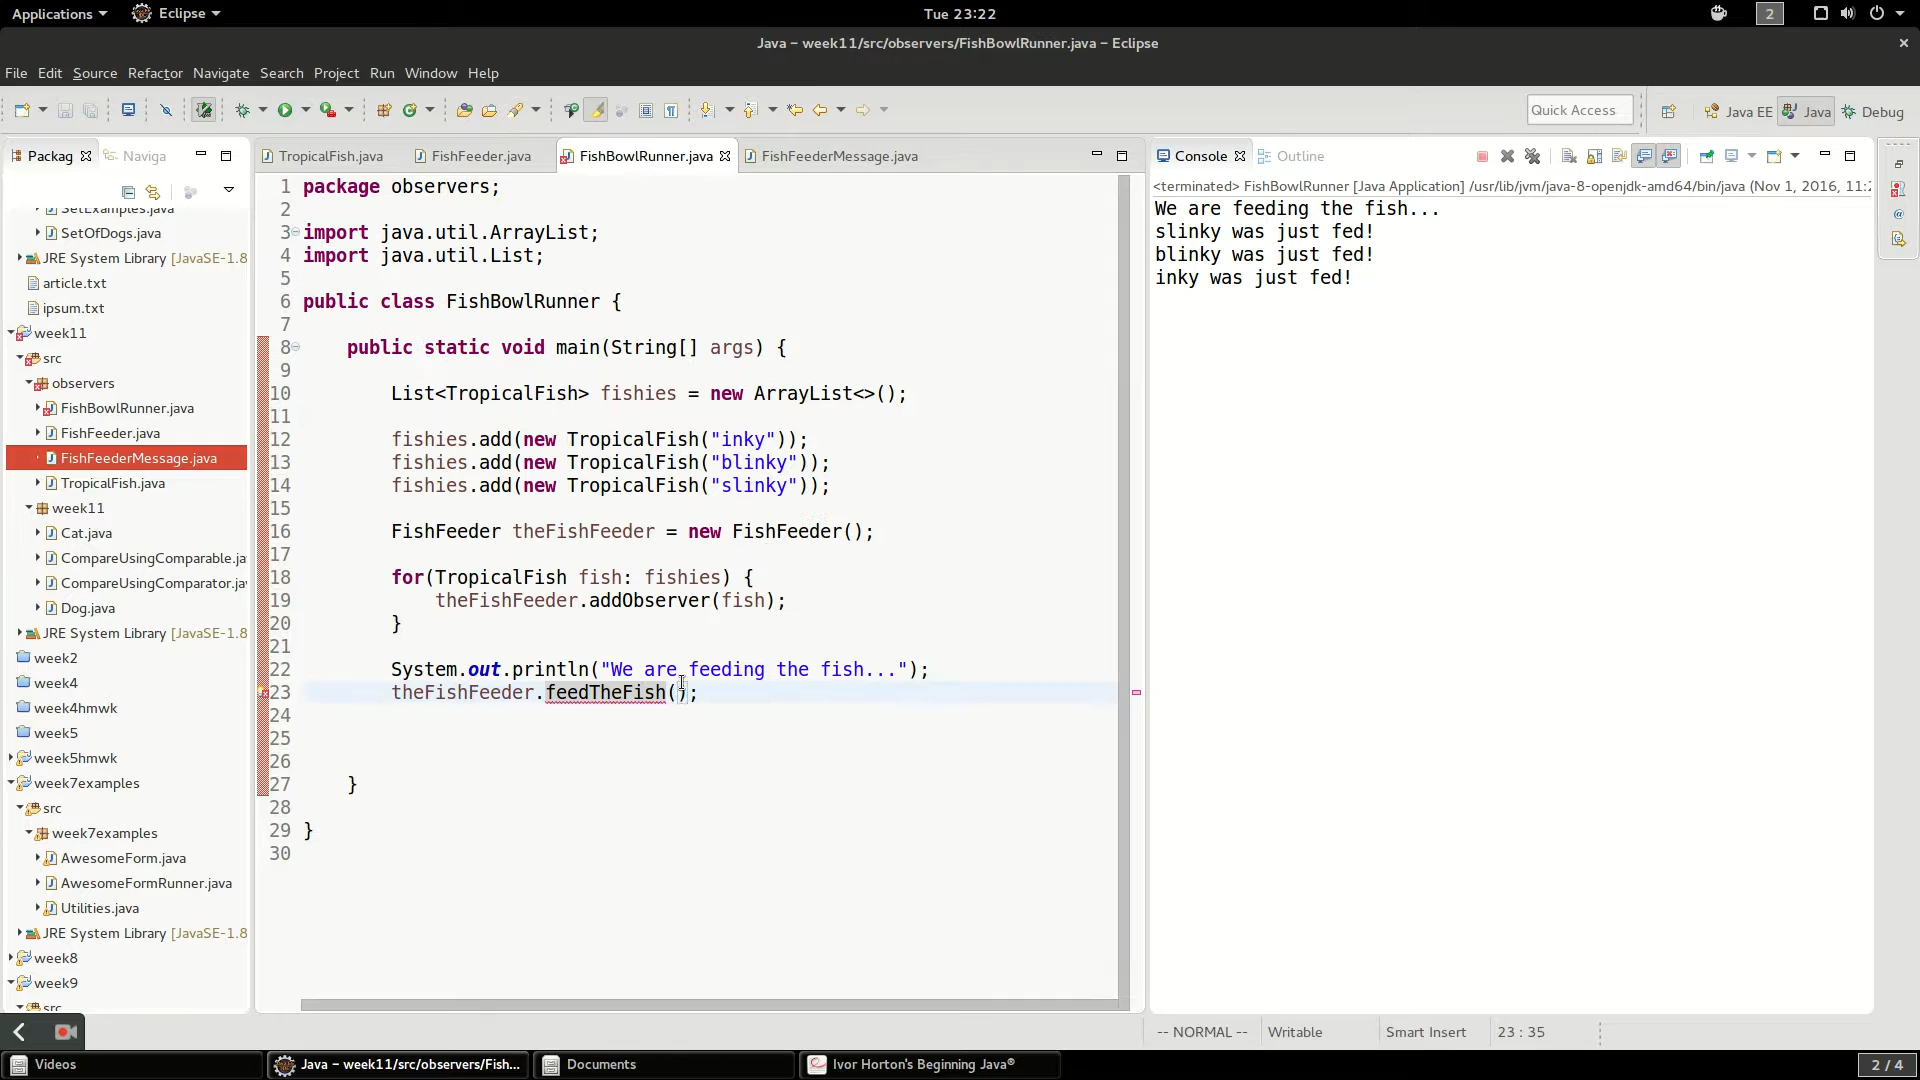 Applications Eclipse Tue 23:22 2
Java – week11/src/observers/FishBowlRunner.java – Eclipse
File Edit Source Refactor Navigate Search Project Run Window Help
Quick Access Java EE Java Debug
Packag Naviga
SetExamples.java
SetOfDogs.java
JRE System Library [JavaSE-1.8
article.txt
ipsum.txt
week11
src
observers
FishBowlRunner.java
FishFeeder.java
FishFeederMessage.java
TropicalFish.java
week11
Cat.java
CompareUsingComparable.ja
CompareUsingComparator.ja
Dog.java
JRE System Library [JavaSE-1.8
week2
week4
week4hmwk
week5
week5hmwk
week7examples
src
week7examples
AwesomeForm.java
AwesomeFormRunner.java
Utilities.java
JRE System Library [JavaSE-1.8
week8
week9
src
TropicalFish.java FishFeeder.java FishBowlRunner.java FishFeederMessage.java
1 package observers;
2
3 import java.util.ArrayList;
4 import java.util.List;
5
6 public class FishBowlRunner {
7
8 public static void main(String[] args) {
9
10 List<TropicalFish> fishies = new ArrayList<>();
11
12 fishies.add(new TropicalFish("inky"));
13 fishies.add(new TropicalFish("blinky"));
14 fishies.add(new TropicalFish("slinky"));
15
16 FishFeeder theFishFeeder = new FishFeeder();
17
18 for(TropicalFish fish: fishies) {
19 theFishFeeder.addObserver(fish);
20 }
21
22 System.out.println("We are feeding the fish...");
23 theFishFeeder.feedTheFish();
24
25
26
27 }
28
29 }
30
Console Outline
<terminated> FishBowlRunner [Java Application] /usr/lib/jvm/java-8-openjdk-amd64/bin/java (Nov 1, 2016, 11:2
We are feeding the fish...
slinky was just fed!
blinky was just fed!
inky was just fed!
-- NORMAL -- Writable Smart Insert 23 : 35
Videos Java – week11/src/observers/Fish... Documents Ivor Horton's Beginning Java® 2 / 4